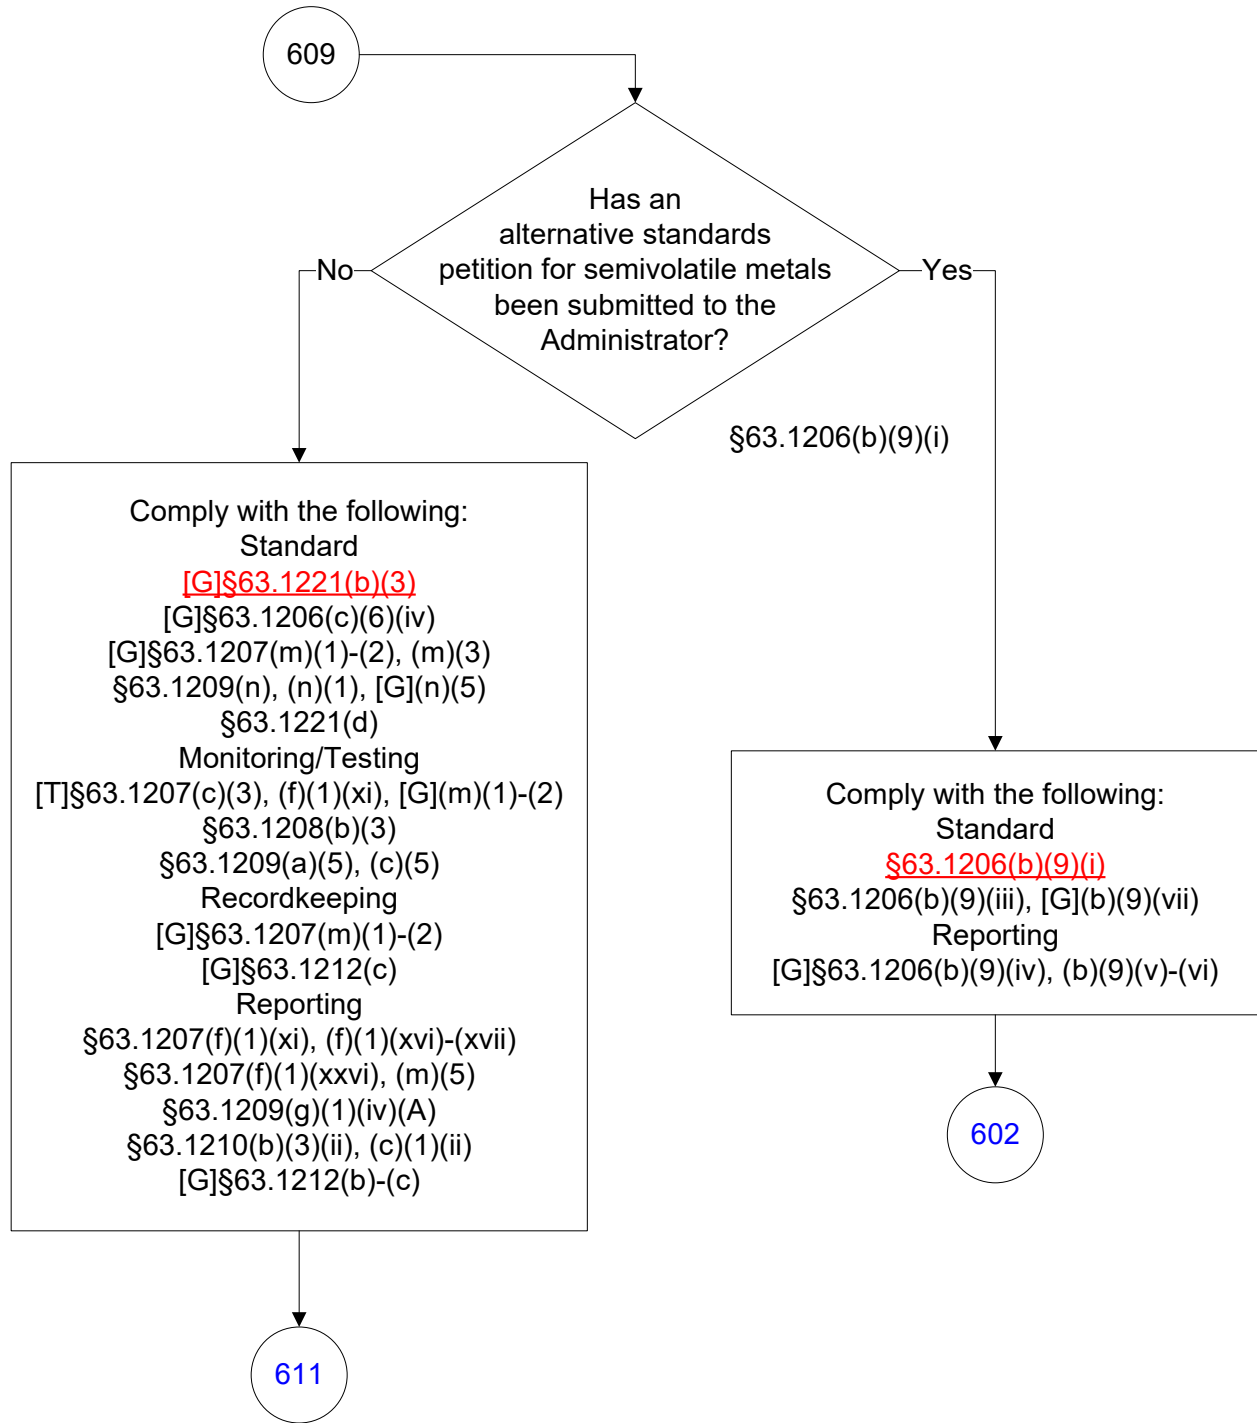 609
Has an
alternative standards
petition for semivolatile metals
been submitted to the
Administrator?
No
Yes
§63.1206(b)(9)(i)
Comply with the following:
Standard
[G]§63.1221(b)(3)
[G]§63.1206(c)(6)(iv)
[G]§63.1207(m)(1)-(2), (m)(3)
§63.1209(n), (n)(1), [G](n)(5)
§63.1221(d)
Monitoring/Testing
[T]§63.1207(c)(3), (f)(1)(xi), [G](m)(1)-(2)
§63.1208(b)(3)
§63.1209(a)(5), (c)(5)
Recordkeeping
[G]§63.1207(m)(1)-(2)
[G]§63.1212(c)
Reporting
§63.1207(f)(1)(xi), (f)(1)(xvi)-(xvii)
§63.1207(f)(1)(xxvi), (m)(5)
§63.1209(g)(1)(iv)(A)
§63.1210(b)(3)(ii), (c)(1)(ii)
[G]§63.1212(b)-(c)
611
Comply with the following:
Standard
§63.1206(b)(9)(i)
§63.1206(b)(9)(iii), [G](b)(9)(vii)
Reporting
[G]§63.1206(b)(9)(iv), (b)(9)(v)-(vi)
602